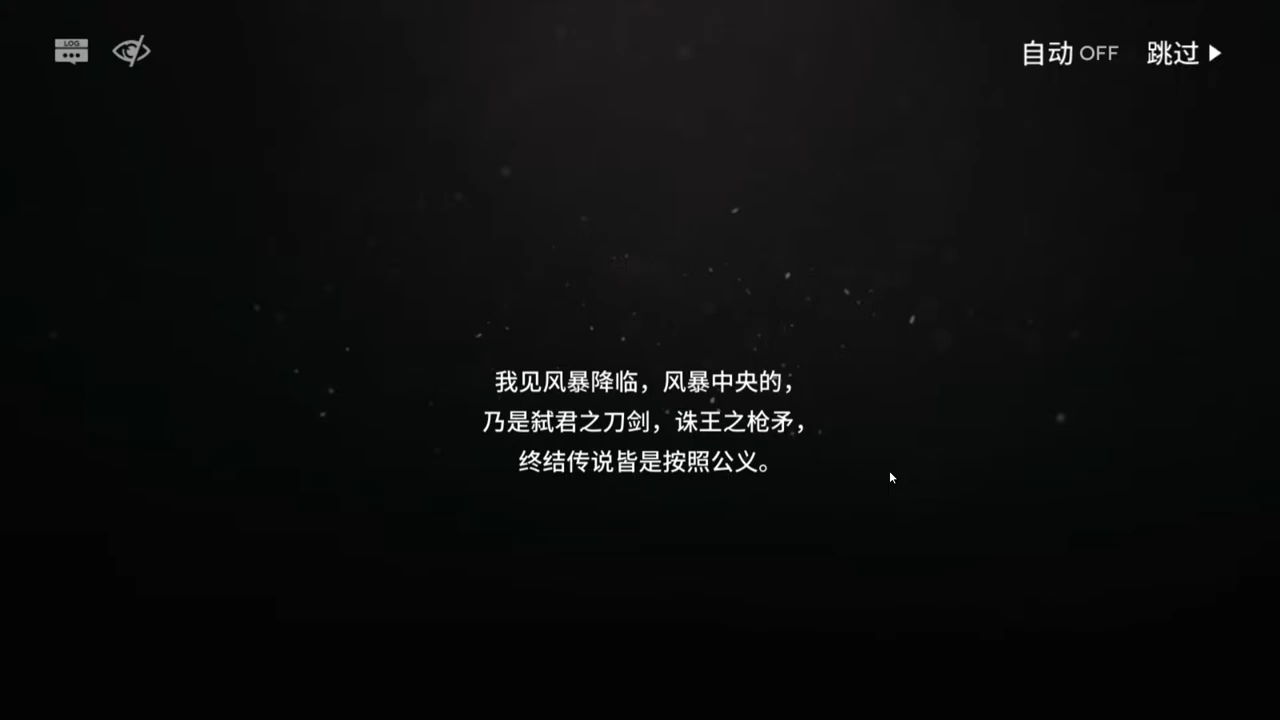 LOG
自动 OFF 跳过
我见风暴降临，风暴中央的，
乃是弑君之刀剑，诛王之枪矛，
终结传说皆是按照公义。